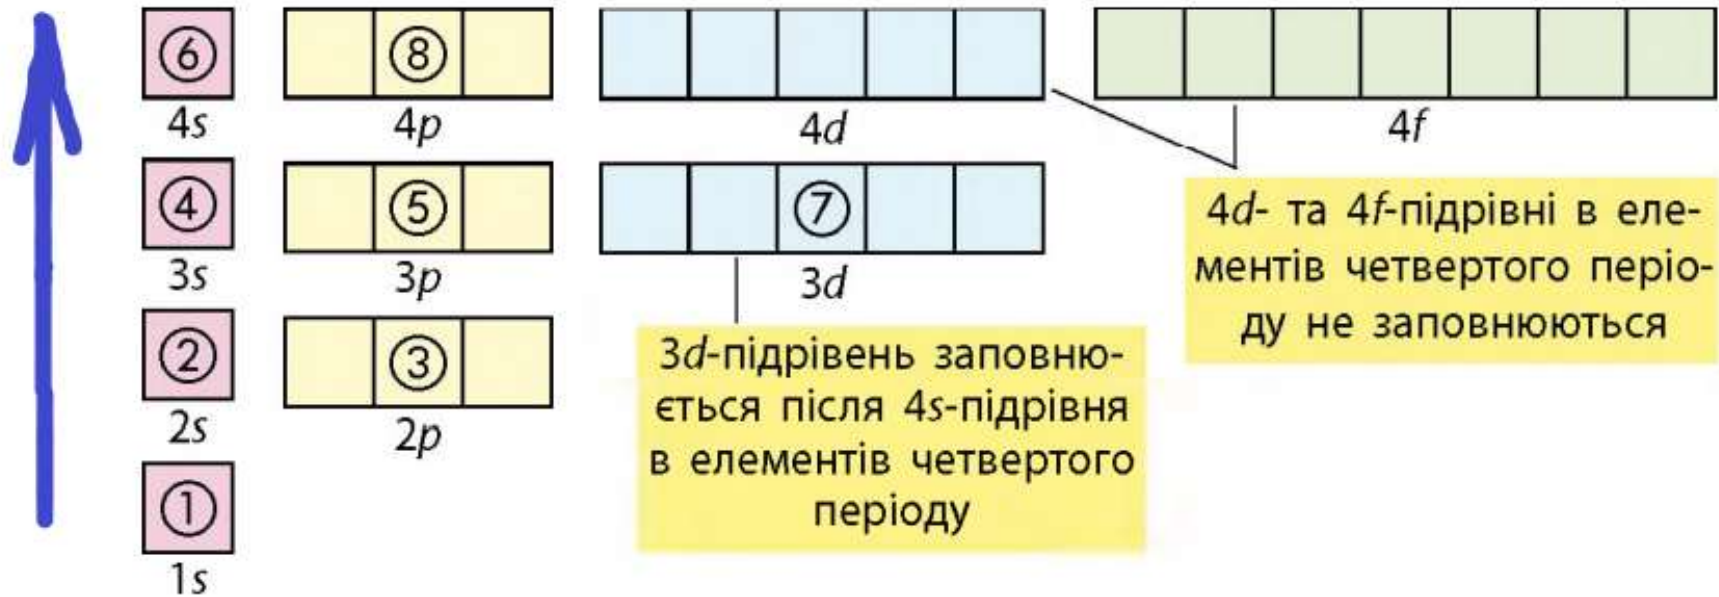 ⑥ ⑧
4s 4p 4d 4f
④ ⑤ ⑦
3s 3p 3d
4d- та 4f-підрівні в еле-
ментів четвертого періо-
ду не заповнюються
② ③
2s 2p
3d-підрівень заповню-
ється після 4s-підрівня
в елементів четвертого
періоду
①
1s